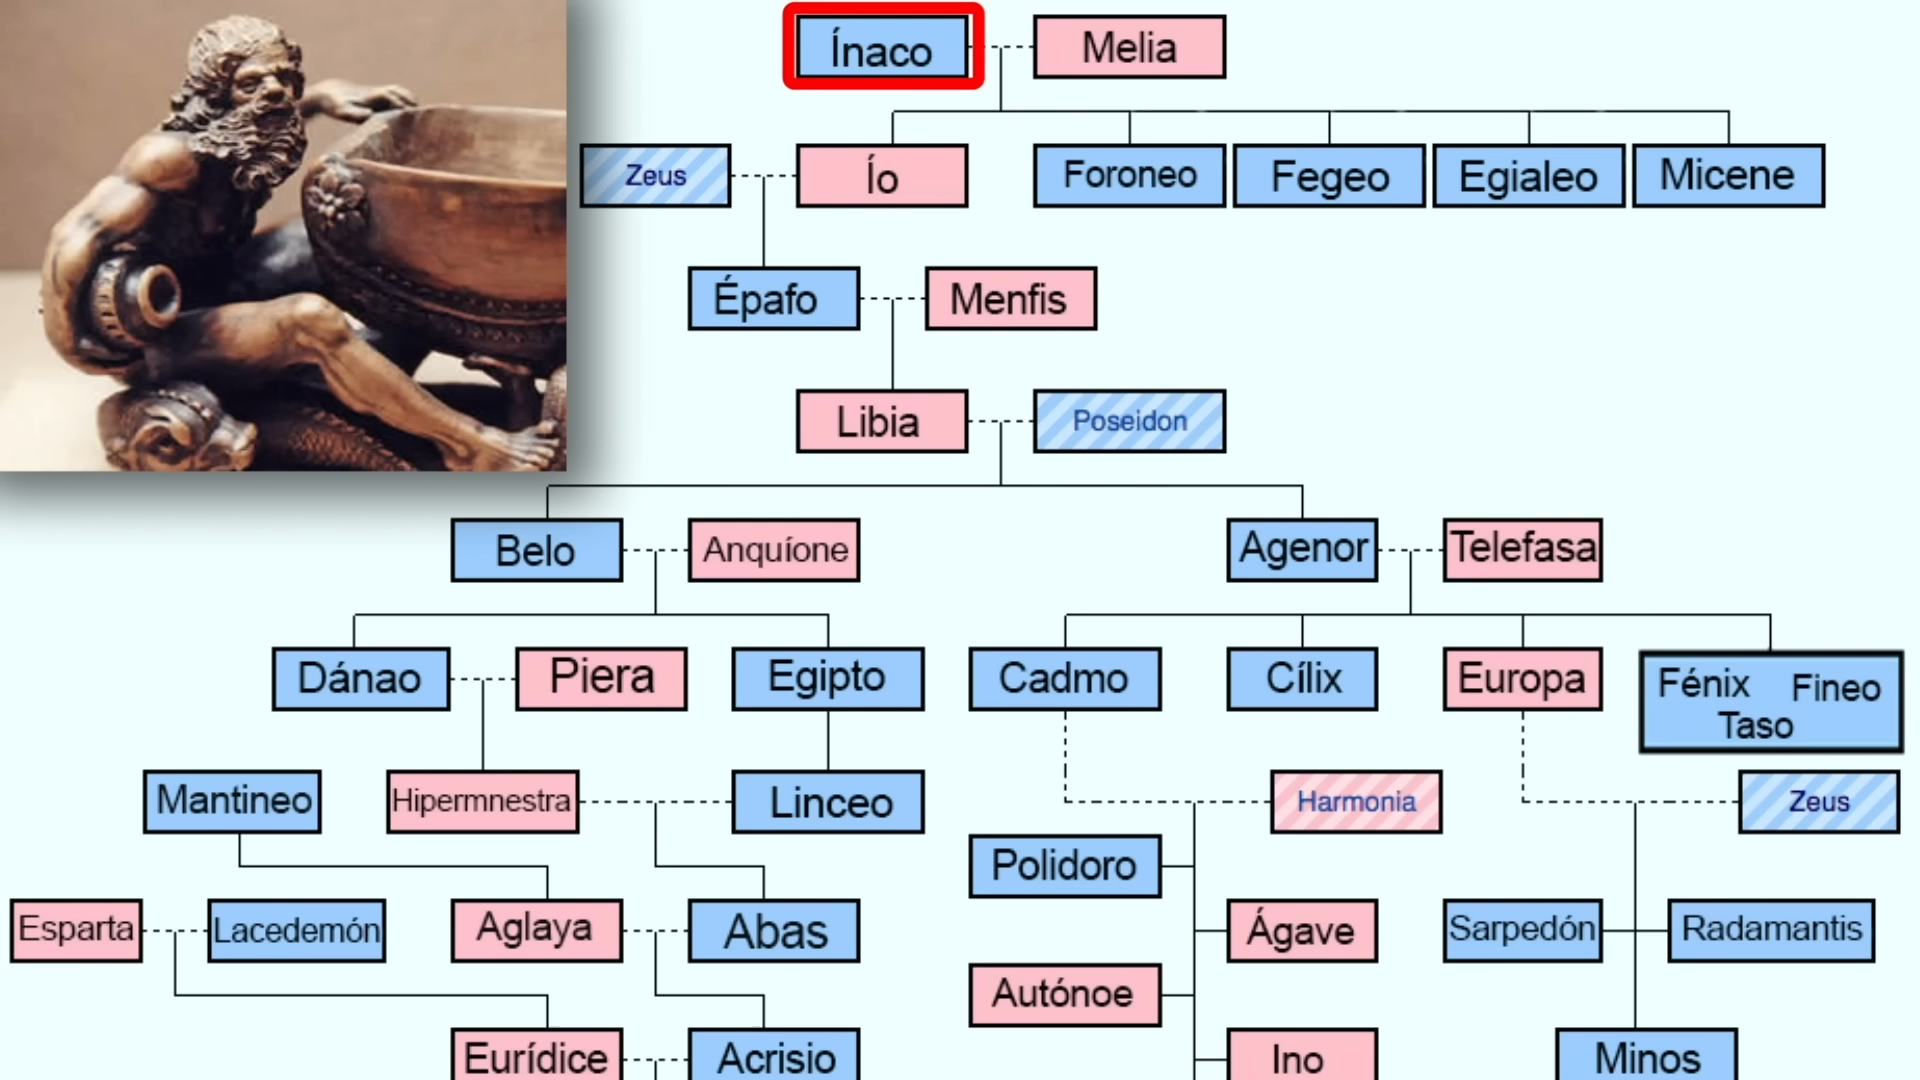 Ínaco
Melia
Zeus
Ío
Foroneo
Fegeo
Egialeo
Micene
Épafo
Menfis
Libia
Poseidon
Belo
Anquíone
Agenor
Telefasa
Dánao
Piera
Egipto
Cadmo
Cílix
Europa
Fénix Fineo
Taso
Mantineo
Hipermnestra
Linceo
Harmonia
Zeus
Polidoro
Esparta
Lacedemón
Aglaya
Abas
Ágave
Sarpedón
Radamantis
Autónoe
Eurídice
Acrisio
Ino
Minos